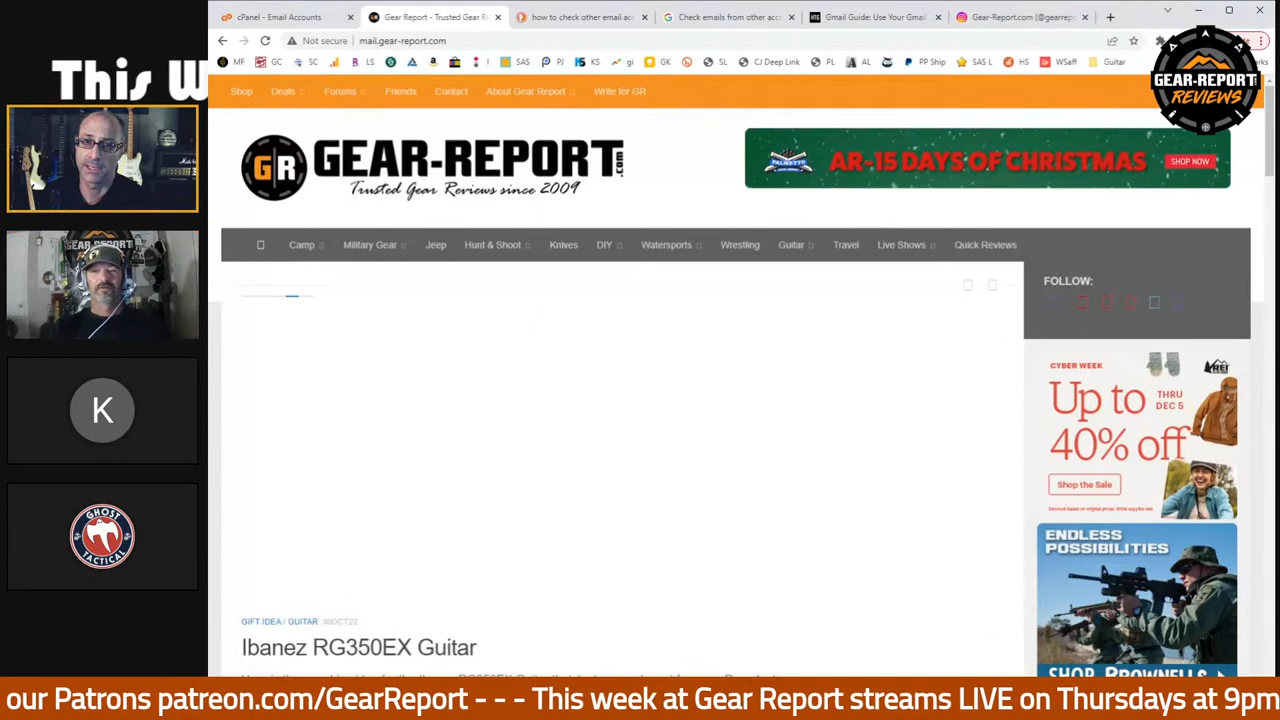 cPanel - Email Accounts
Gear Report - Trusted Gear R
how to check other email ac
Check emails from other acc
Gmail Guide: Use Your Gmail
Gear-Report.com (@gearrep
Not secure
mail.gear-report.com
MF
GC
SC
LS
SAS
PJ
KS
gi
GK
SL
CJ Deep Link
PL
AL
PP Ship
SAS L
HS
WSaff
Guitar
GEAR-REPORT
REVIEWS
This W
Shop
Deals
Forums
Friends
Contact
About Gear Report
Write for GR
GR
GEAR-REPORT.com
Trusted Gear Reviews since 2009
PALMETTO
AR-15 DAYS OF CHRISTMAS
SHOP NOW
Camp
Military Gear
Jeep
Hunt & Shoot
Knives
DIY
Watersports
Wrestling
Guitar
Travel
Live Shows
Quick Reviews
FOLLOW:
CYBER WEEK
REI
Up to
40% off
THRU
DEC 5
Shop the Sale
ENDLESS
POSSIBILITIES
SHOP BROWNELLS
K
GHOST
TACTICAL
GIFT IDEA / GUITAR
Ibanez RG350EX Guitar
our Patrons patreon.com/GearReport - - - This week at Gear Report streams LIVE on Thursdays at 9pm